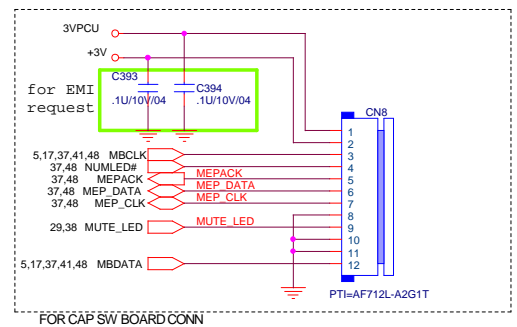 3VPCU
+3V
for EMI
request
C393
.1U/10V/04
C394
.1U/10V/04
CN8
5,17,37,41,48 MBCLK
37,48 NUMLED#
37,48 MEPACK
MEPACK
37,48 MEP_DATA
MEP_DATA
37,48 MEP_CLK
MEP_CLK
29,38 MUTE_LED
MUTE_LED
5,17,37,41,48 MBDATA
1
2
3
4
5
6
7
8
9
10
11
12
PTI=AF712L-A2G1T
FOR CAP SW BOARD CONN